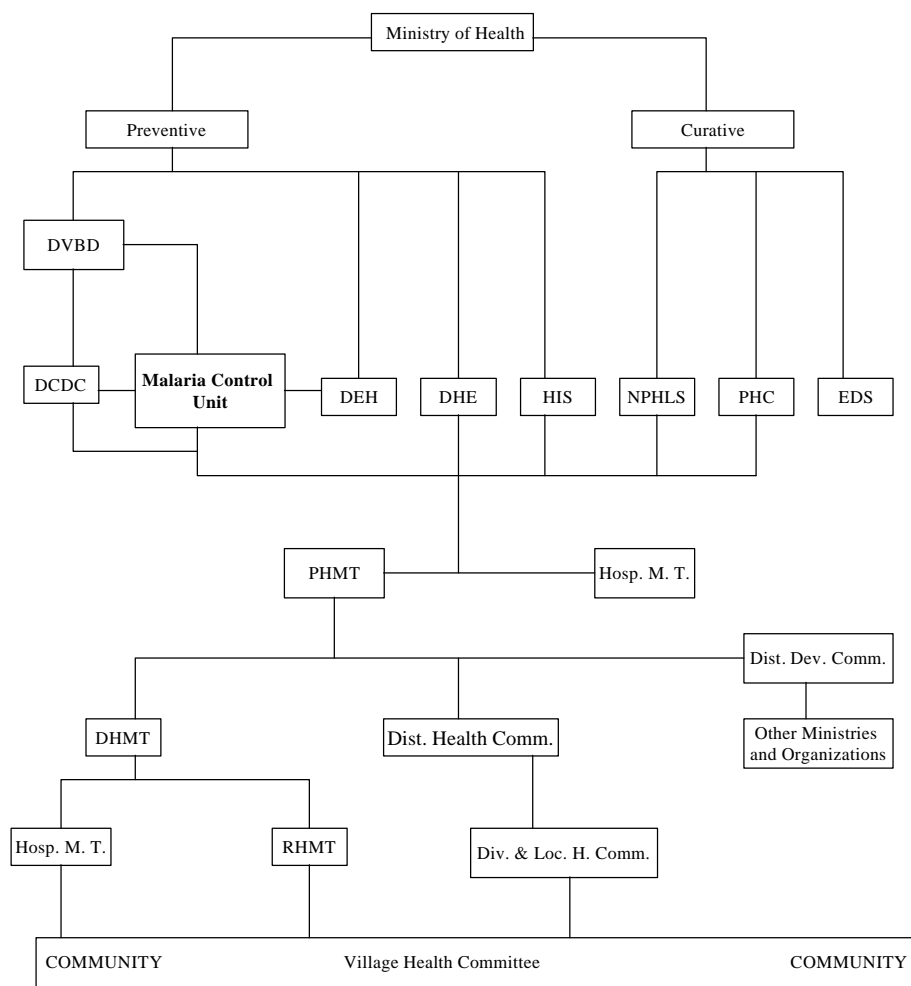 Ministry of Health
Preventive
Curative
DVBD
DCDC
Malaria Control
Unit
DEH
DHE
HIS
NPHLS
PHC
EDS
PHMT
Hosp. M. T.
Dist. Dev. Comm.
DHMT
Dist. Health Comm.
Other Ministries
and Organizations
Hosp. M. T.
RHMT
Div. & Loc. H. Comm.
COMMUNITY
Village Health Committee
COMMUNITY